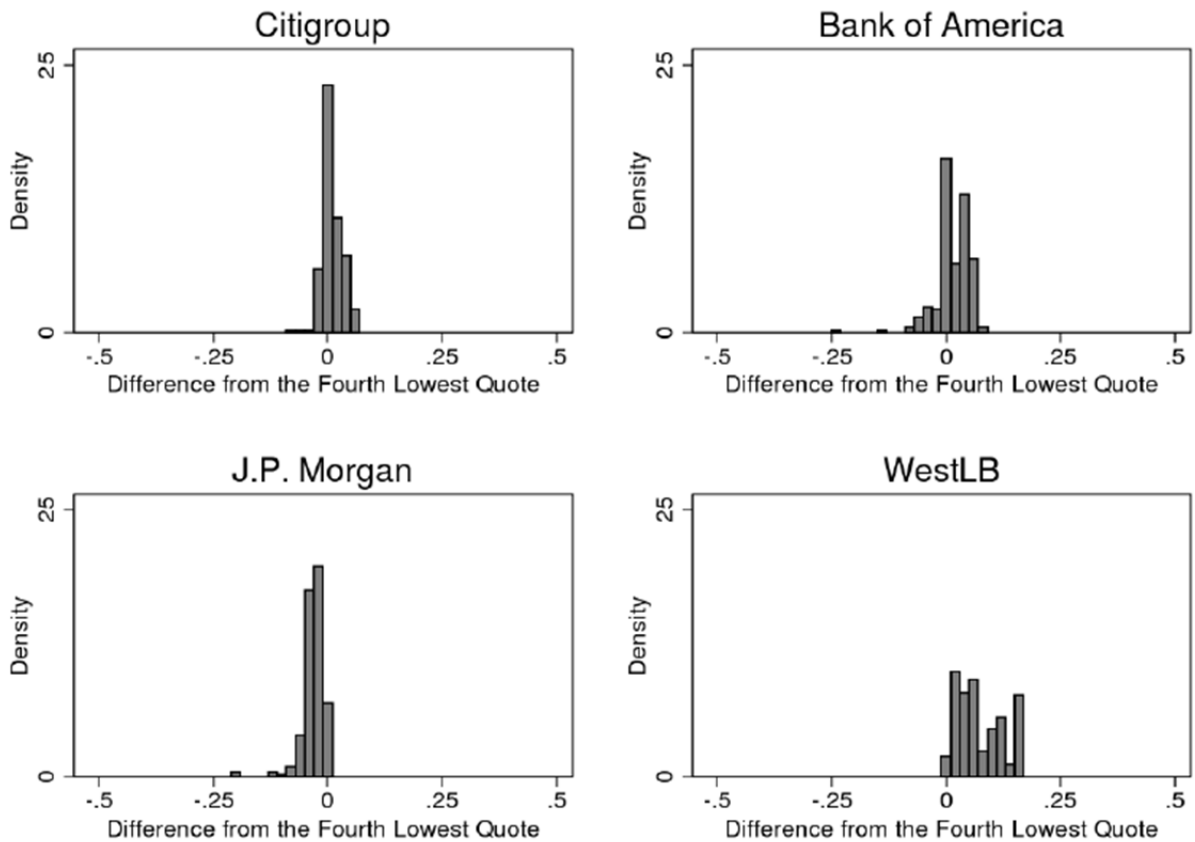 Citigroup
25
Density
0
-.5 -.25 0 .25 .5
Difference from the Fourth Lowest Quote
Bank of America
25
Density
0
-.5 -.25 0 .25 .5
Difference from the Fourth Lowest Quote
J.P. Morgan
25
Density
0
-.5 -.25 0 .25 .5
Difference from the Fourth Lowest Quote
WestLB
25
Density
0
-.5 -.25 0 .25 .5
Difference from the Fourth Lowest Quote